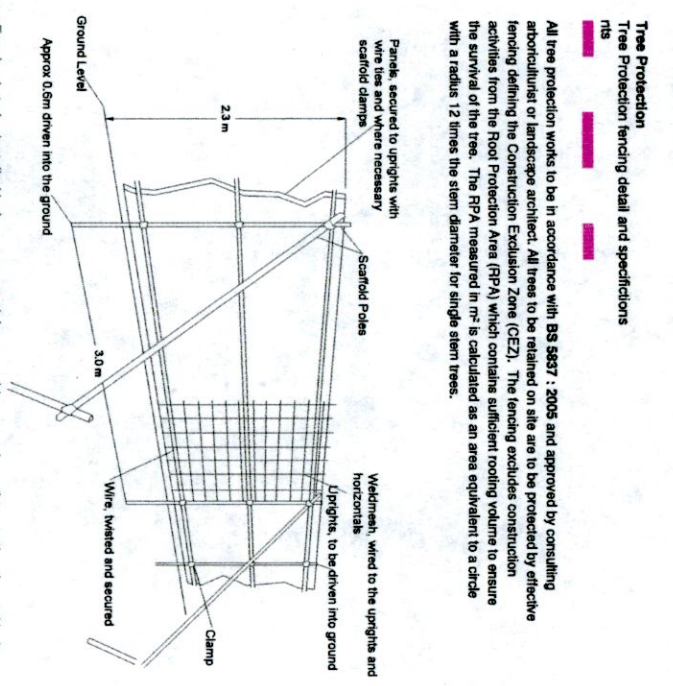 Tree Protection
Tree Protection fencing detail and specifictions
nts
All tree protection works to be in accordance with BS 5837 : 2005 and approved by consulting
arboriculturist or landscape architect. All trees to be retained on site are to be protected by effective
fencing defining the Construction Exclusion Zone (CEZ). The fencing excludes construction
activities from the Root Protection Area (RPA) which contains sufficient rooting volume to ensure
the survival of the tree. The RPA measured in m² is calculated as an area equivalent to a circle
with a radius 12 times the stem diameter for single stem trees.
Panels, secured to uprights with
wire ties and where necessary
scaffold clamps
Scaffold Poles
Weldmesh, wired to the uprights and
horizontals
Uprights, to be driven into ground
2.3 m
Clamp
3.0 m
Wire, twisted and secured
Ground Level
Approx 0.6m driven into the ground